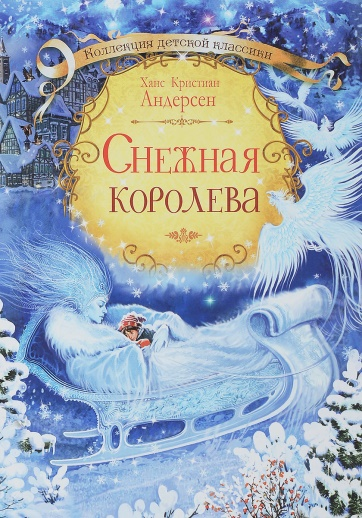 Коллекция детской классики
Ханс Кристиан
Андерсен
Снежная
королева